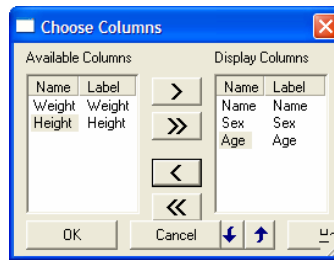 Choose Columns
Available Columns Display Columns
Name Label Name Label
Weight Weight Name Name
Height Height Sex Sex
Age Age
> 
>>
<
<<
OK Cancel